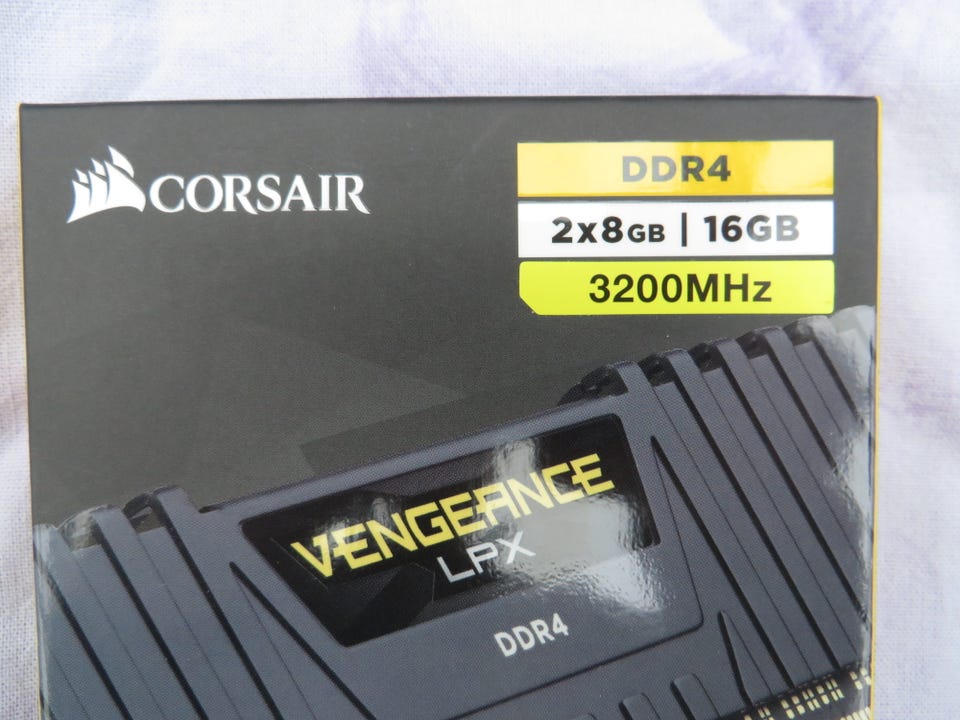 CORSAIR
DDR4
2x8GB | 16GB
3200MHz
VENGEANCE
LPX
DDR4